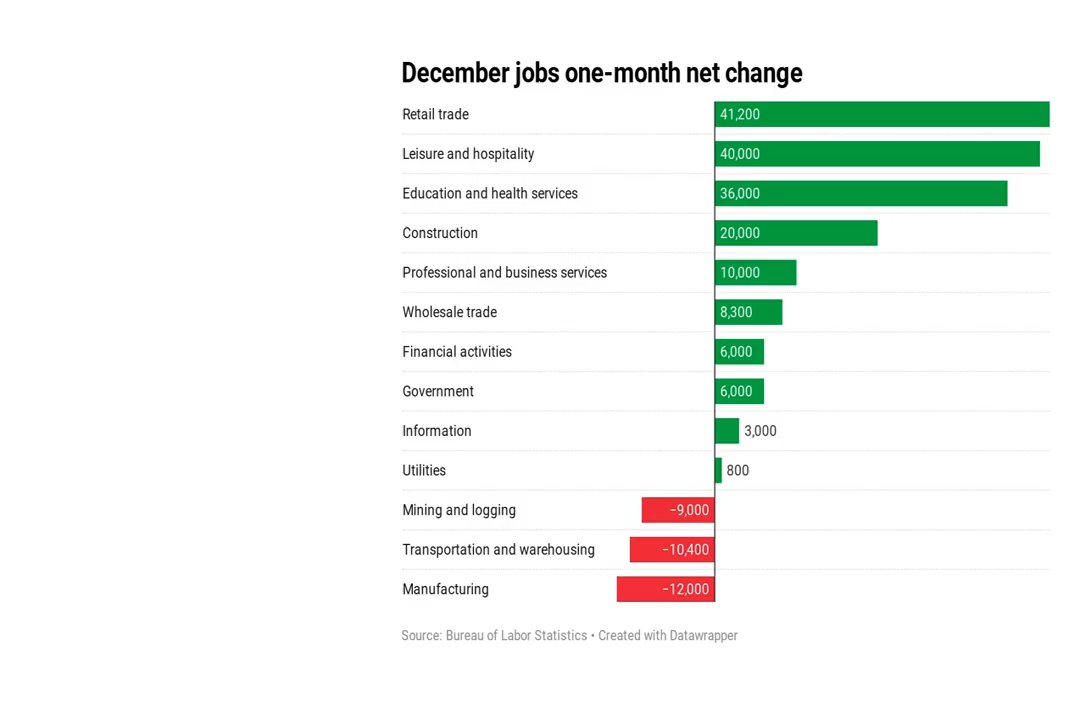 December jobs one-month net change
Retail trade 41,200
Leisure and hospitality 40,000
Education and health services 36,000
Construction 20,000
Professional and business services 10,000
Wholesale trade 8,300
Financial activities 6,000
Government 6,000
Information 3,000
Utilities 800
Mining and logging −9,000
Transportation and warehousing −10,400
Manufacturing −12,000
Source: Bureau of Labor Statistics • Created with Datawrapper